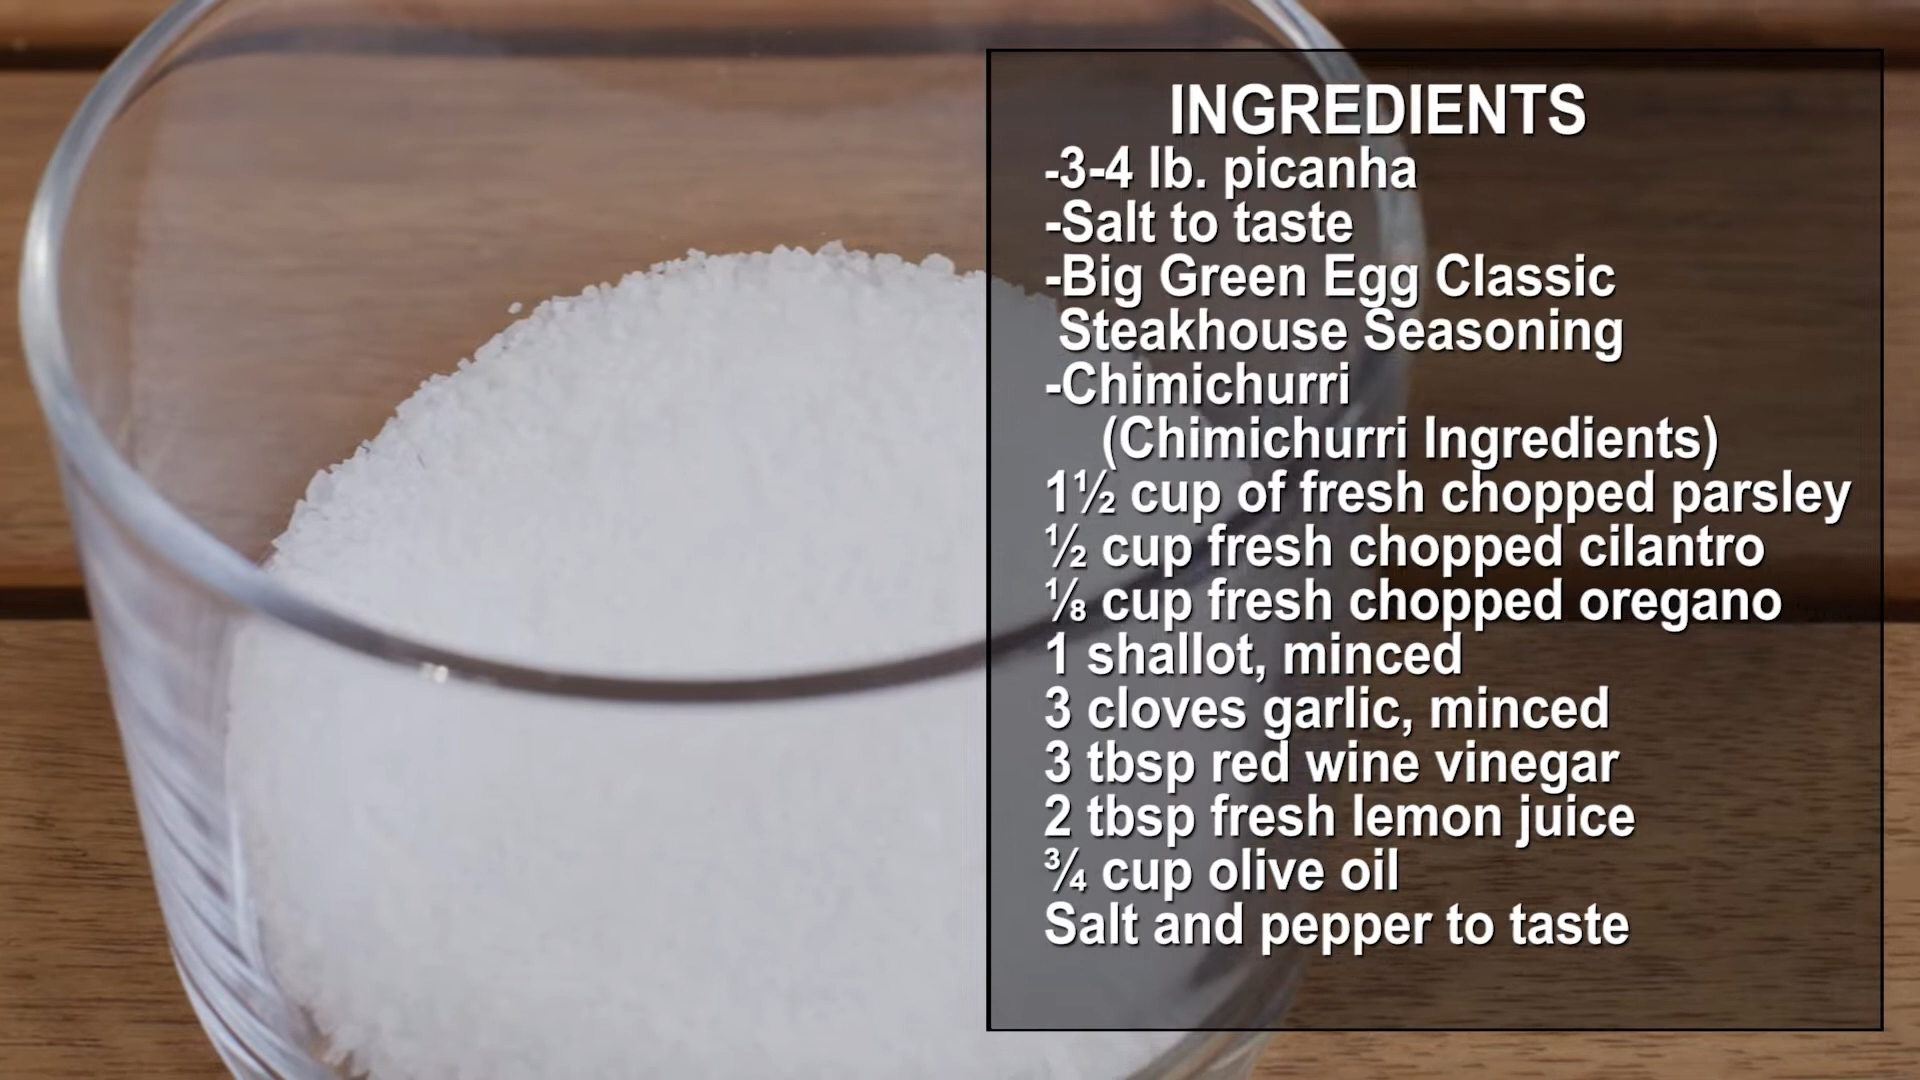 INGREDIENTS
-3-4 lb. picanha
-Salt to taste
-Big Green Egg Classic
Steakhouse Seasoning
-Chimichurri
(Chimichurri Ingredients)
1½ cup of fresh chopped parsley
½ cup fresh chopped cilantro
⅛ cup fresh chopped oregano
1 shallot, minced
3 cloves garlic, minced
3 tbsp red wine vinegar
2 tbsp fresh lemon juice
¾ cup olive oil
Salt and pepper to taste